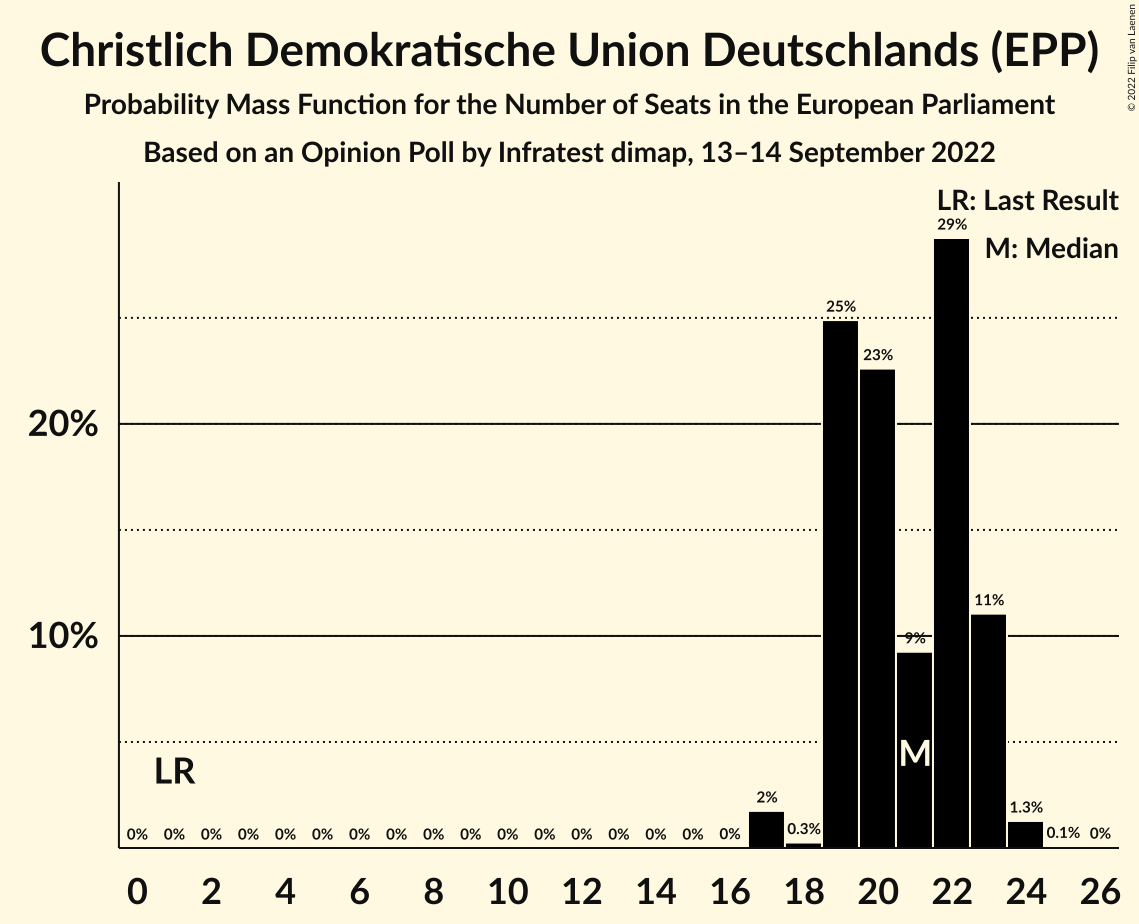 Christlich Demokratische Union Deutschlands (EPP)
Probability Mass Function for the Number of Seats in the European Parliament
Based on an Opinion Poll by Infratest dimap, 13–14 September 2022
© 2022 Filip van Laenen
LR: Last Result
M: Median
20%
10%
LR
M
0% 0% 0% 0% 0% 0% 0% 0% 0% 0% 0% 0% 0% 0% 0% 0% 0% 2% 0.3% 25% 23% 9% 29% 11% 1.3% 0.1% 0%
0 2 4 6 8 10 12 14 16 18 20 22 24 26